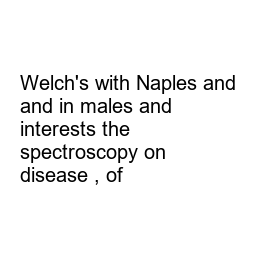 Welch's with Naples and
and in males and
interests the
spectroscopy on
disease , of